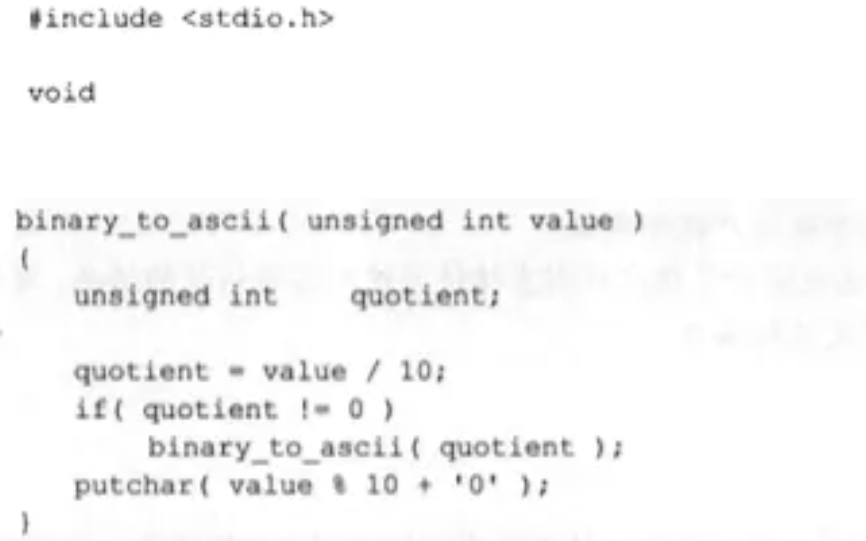 #include <stdio.h>
void
binary_to_ascii( unsigned int value )
{
unsigned int quotient;
quotient = value / 10;
if( quotient != 0 )
binary_to_ascii( quotient );
putchar( value % 10 + '0' );
}